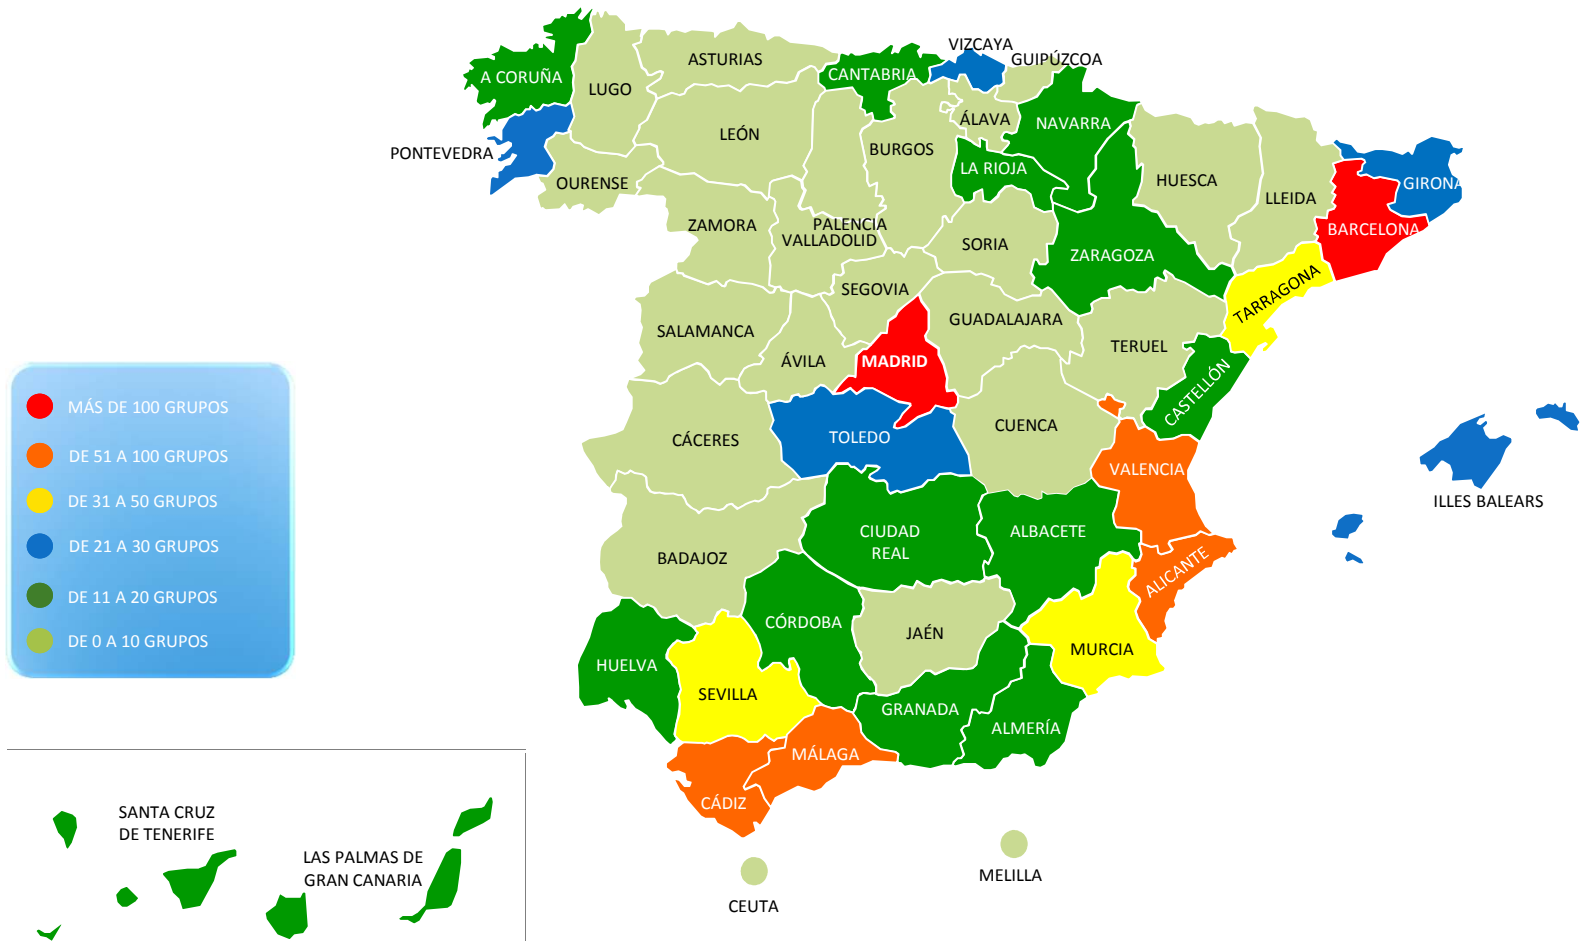 VIZCAYA
GUIPÚZCOA
ASTURIAS
CANTABRIA
A CORUÑA
LUGO
LEÓN
ÁLAVA
NAVARRA
BURGOS
PONTEVEDRA
OURENSE
LA RIOJA
HUESCA
LLEIDA
GIRONA
ZAMORA
PALENCIA
VALLADOLID
SORIA
ZARAGOZA
BARCELONA
SEGOVIA
TARRAGONA
SALAMANCA
GUADALAJARA
ÁVILA
MADRID
TERUEL
CASTELLÓN
CÁCERES
TOLEDO
CUENCA
VALENCIA
ILLES BALEARS
CIUDAD
REAL
ALBACETE
BADAJOZ
ALICANTE
CÓRDOBA
JAÉN
MURCIA
HUELVA
SEVILLA
GRANADA
ALMERÍA
MÁLAGA
CÁDIZ
MELILLA
CEUTA
MÁS DE 100 GRUPOS
DE 51 A 100 GRUPOS
DE 31 A 50 GRUPOS
DE 21 A 30 GRUPOS
DE 11 A 20 GRUPOS
DE 0 A 10 GRUPOS
SANTA CRUZ
DE TENERIFE
LAS PALMAS DE
GRAN CANARIA